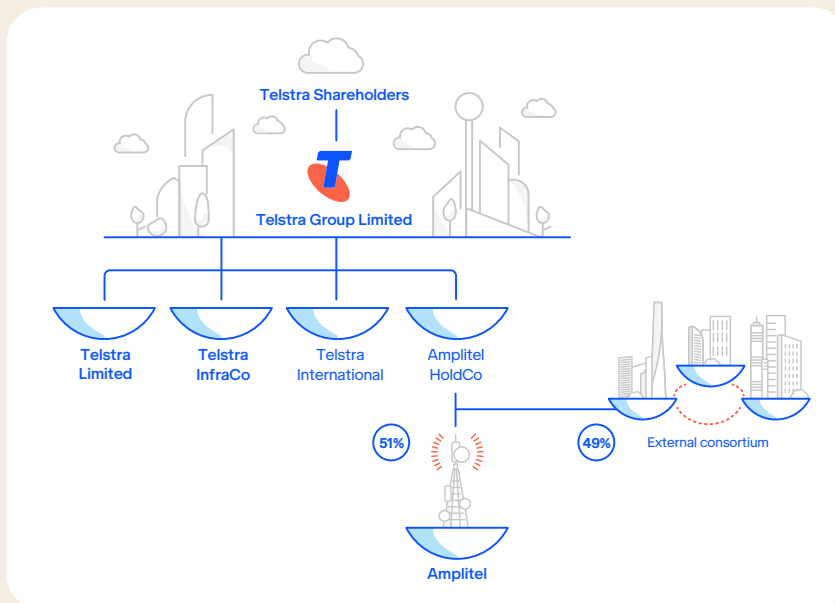 Telstra Shareholders
T
Telstra Group Limited
Telstra
Limited
Telstra
InfraCo
Telstra
International
Amplitel
HoldCo
51%
49%
External consortium
Amplitel